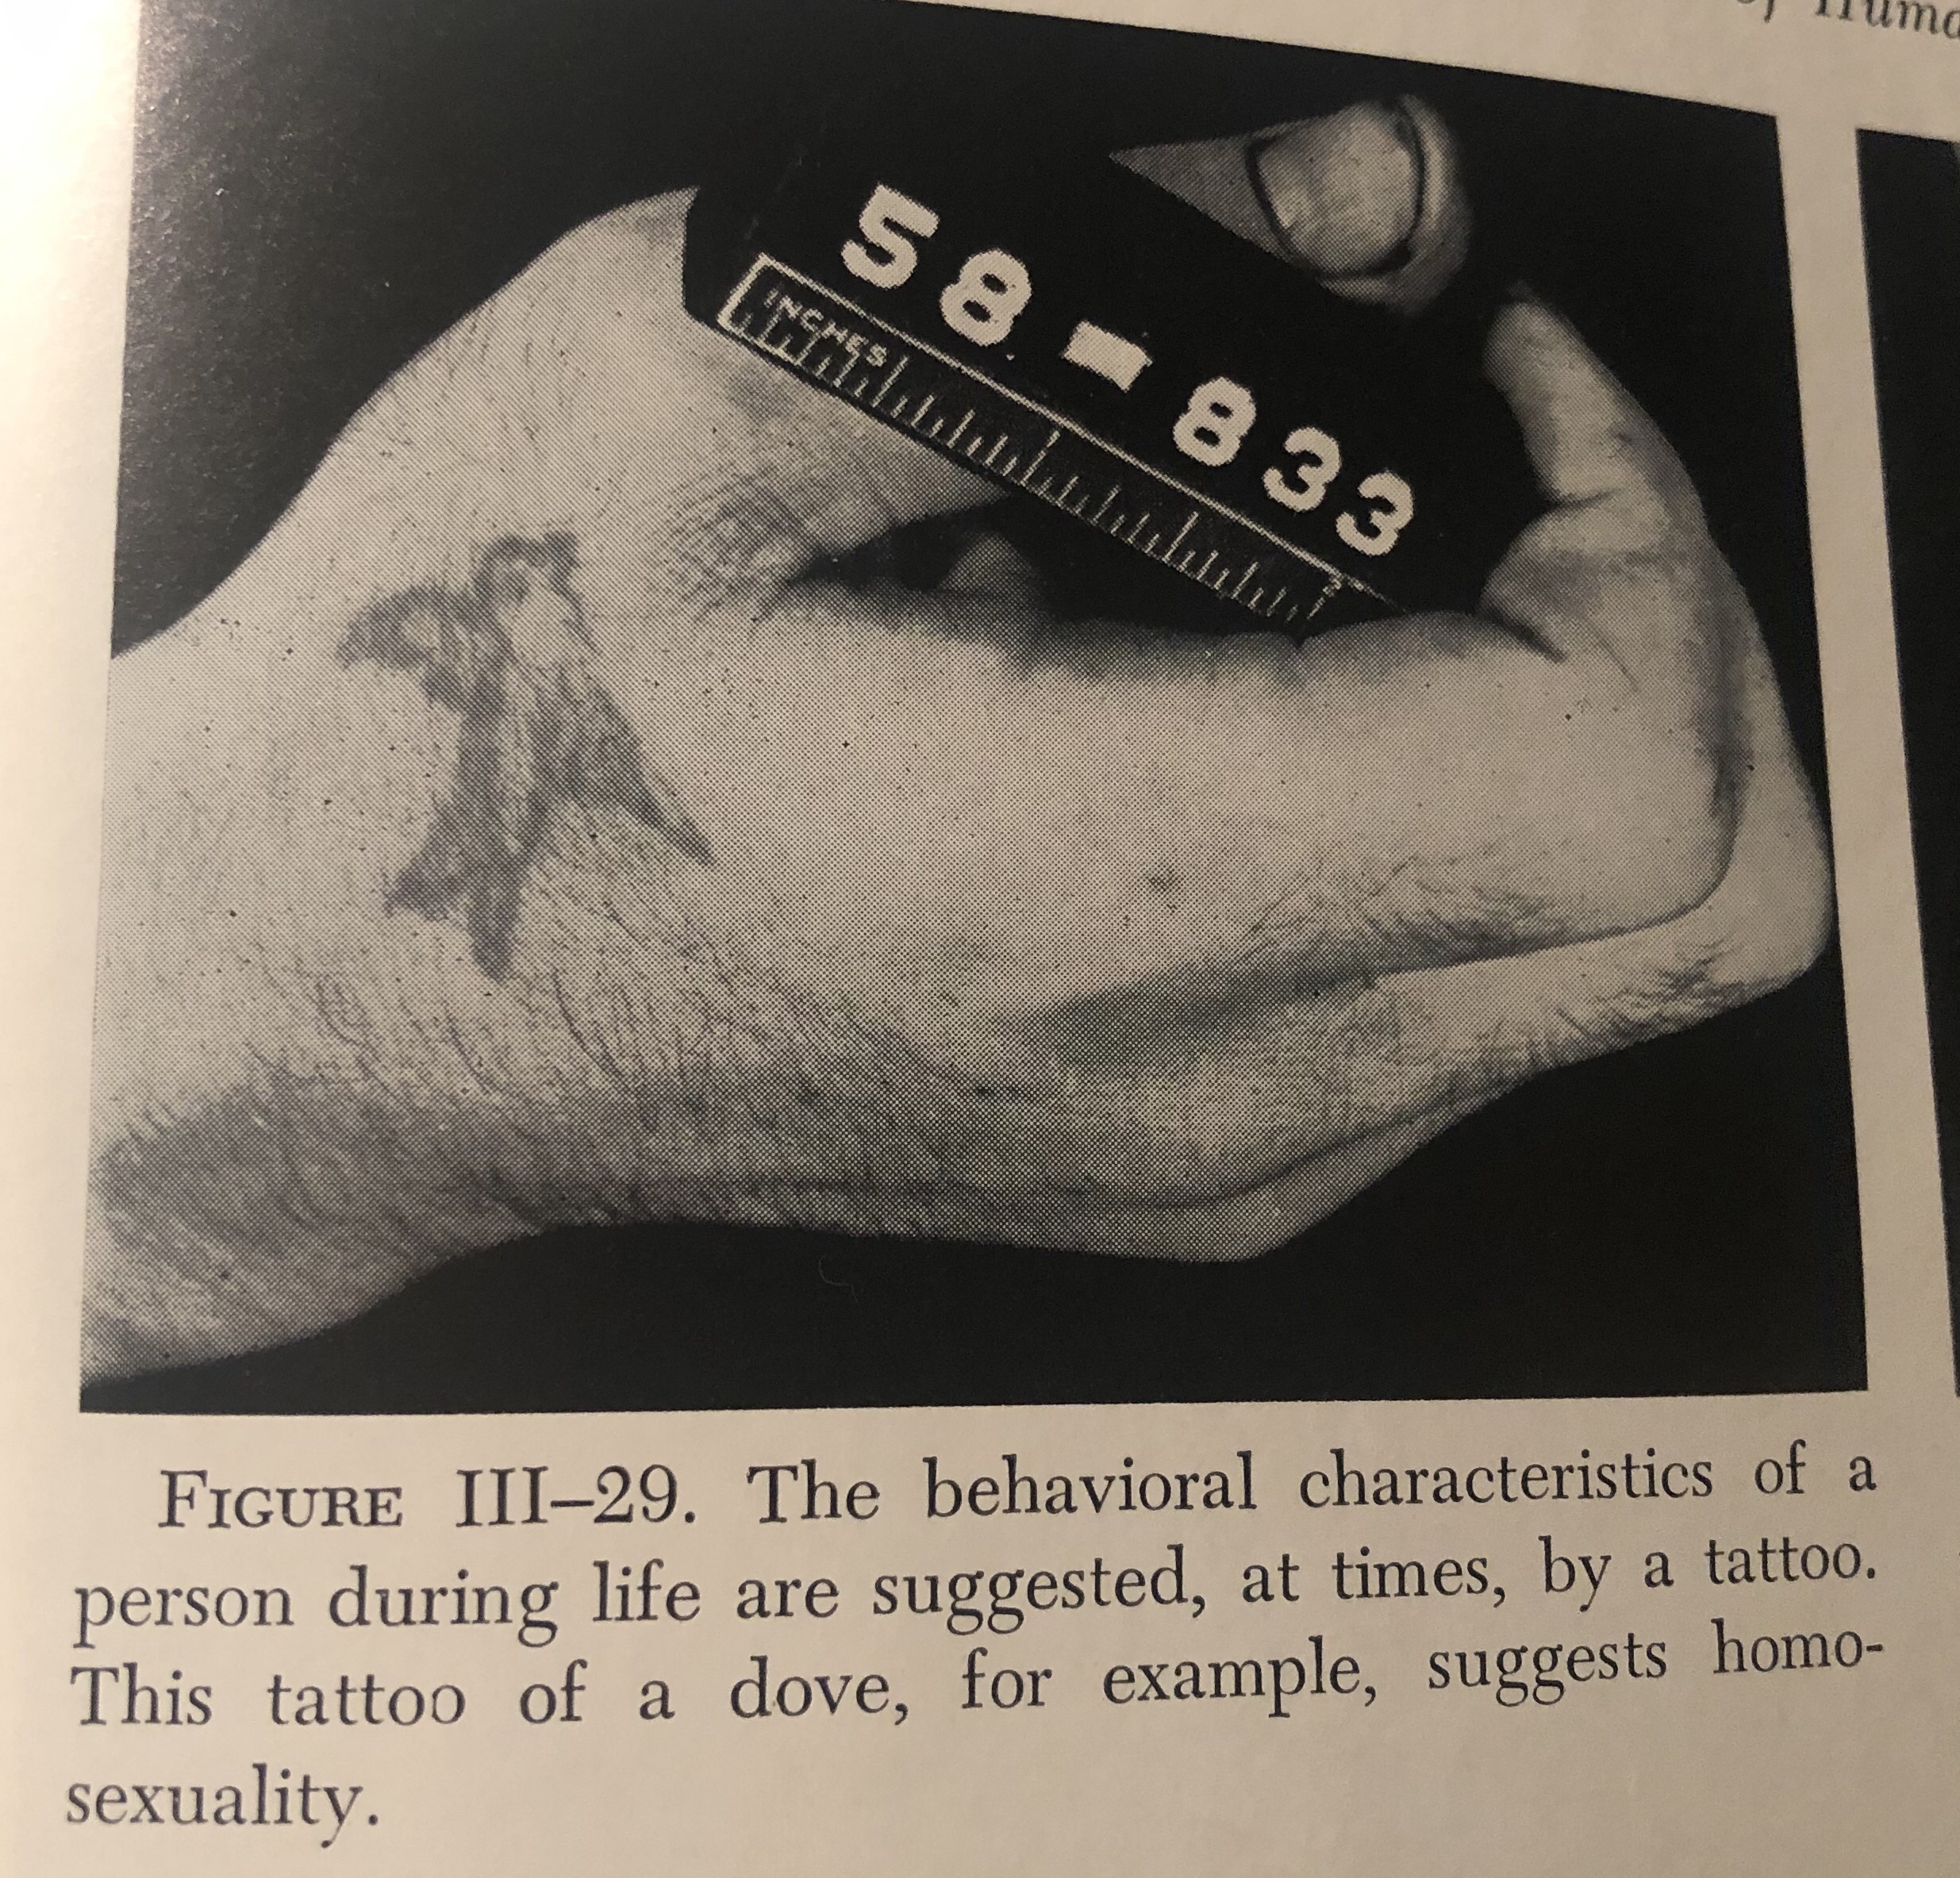 58-833
INCHES
FIGURE III–29. The behavioral characteristics of a
person during life are suggested, at times, by a tattoo.
This tattoo of a dove, for example, suggests homo-
sexuality.